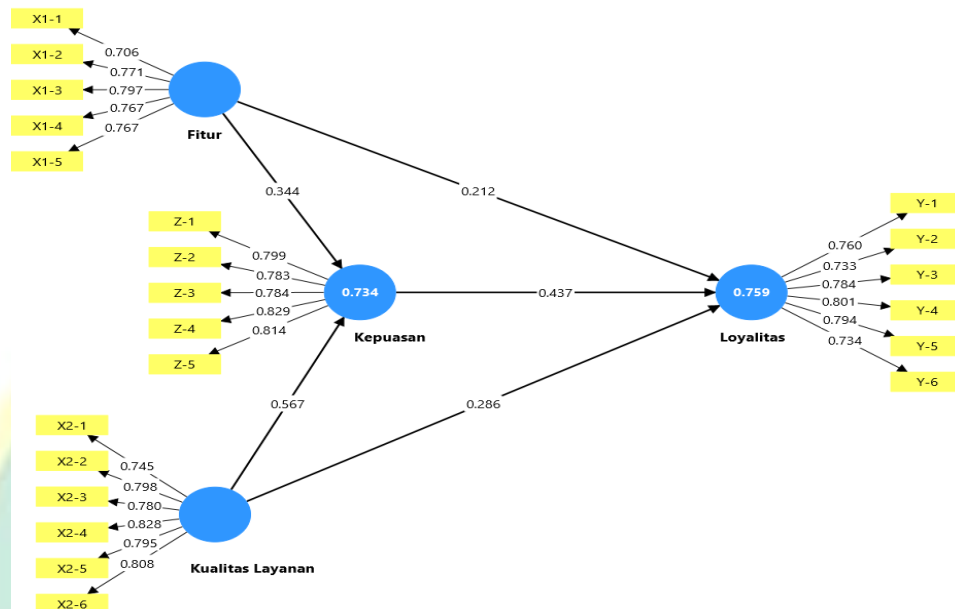 X1-1
X1-2
X1-3
X1-4
X1-5
0.706
0.771
0.797
0.767
0.767
Fitur
0.344
0.212
Z-1
Z-2
Z-3
Z-4
Z-5
0.799
0.783
0.784
0.829
0.814
0.734
Kepuasan
0.437
0.759
Loyalitas
Y-1
Y-2
Y-3
Y-4
Y-5
Y-6
0.760
0.733
0.784
0.801
0.794
0.734
0.567
0.286
X2-1
X2-2
X2-3
X2-4
X2-5
X2-6
0.745
0.798
0.780
0.828
0.795
0.808
Kualitas Layanan